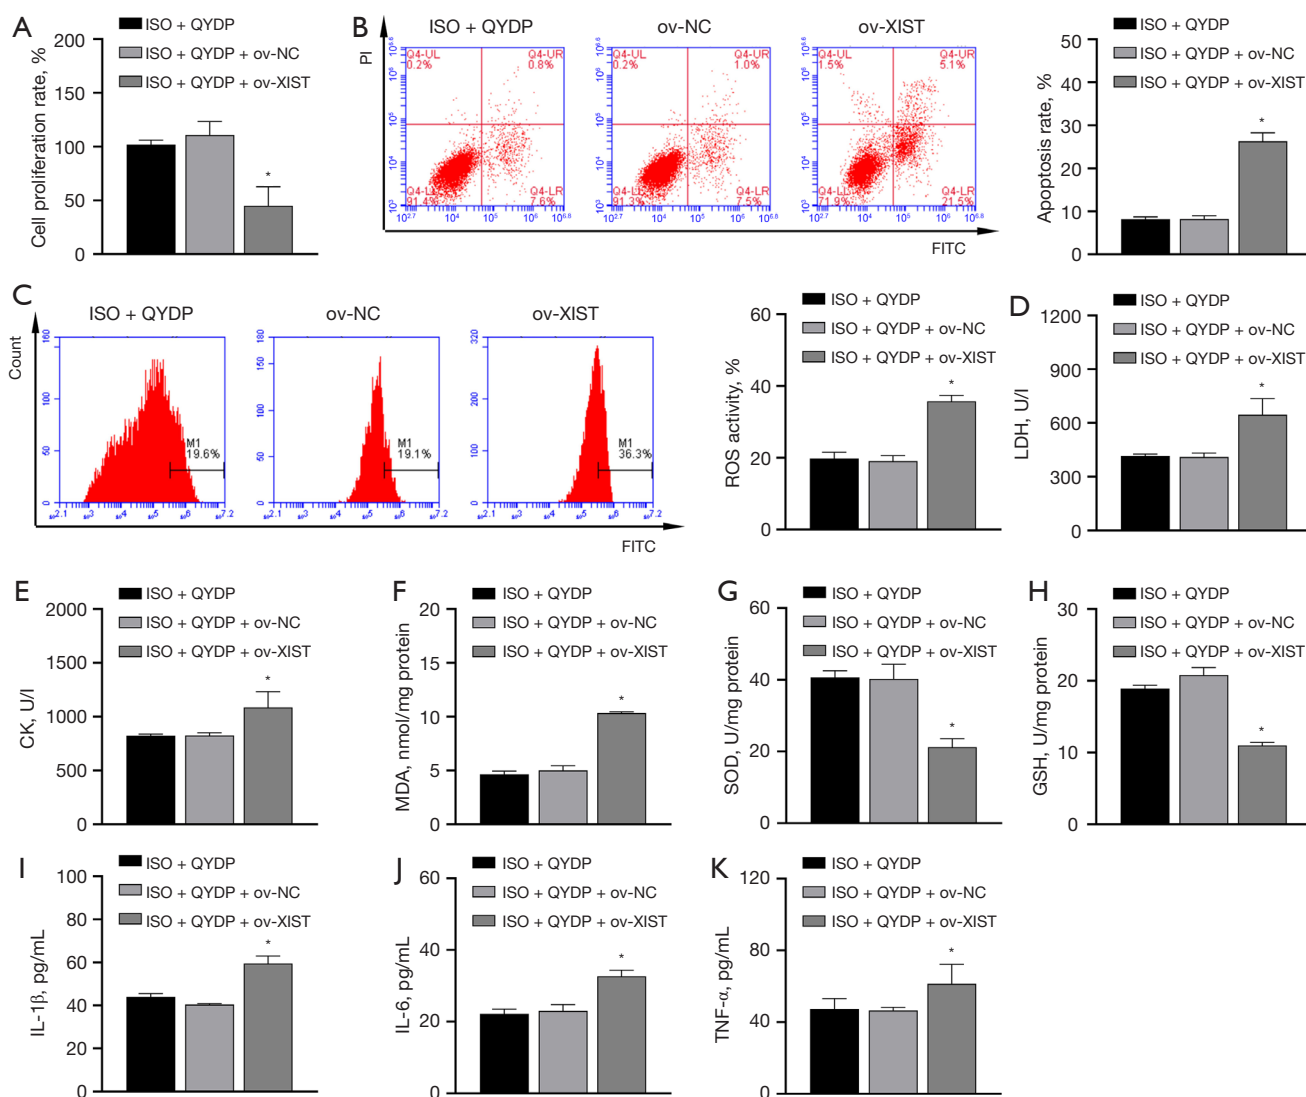 A
ISO + QYDP
ISO + QYDP + ov-NC
ISO + QYDP + ov-XIST
Cell proliferation rate, %
200
150
100
50
0
*
B
ISO + QYDP
ov-NC
ov-XIST
PI
Q4-UL
0.2%
Q4-UR
0.8%
91.4%
Q4-LR
7.6%
Q4-UL
0.2%
Q4-UR
1.0%
91.3%
Q4-LR
7.5%
Q4-UL
1.5%
Q4-UR
5.1%
71.9%
Q4-LR
21.5%
FITC
ISO + QYDP
ISO + QYDP + ov-NC
ISO + QYDP + ov-XIST
Apoptosis rate, %
50
40
30
20
10
0
*
C
ISO + QYDP
ov-NC
ov-XIST
Count
M1
19.6%
M1
19.1%
M1
36.3%
FITC
ISO + QYDP
ISO + QYDP + ov-NC
ISO + QYDP + ov-XIST
ROS activity, %
60
40
20
0
*
D
ISO + QYDP
ISO + QYDP + ov-NC
ISO + QYDP + ov-XIST
LDH, U/l
1200
900
600
300
0
*
E
ISO + QYDP
ISO + QYDP + ov-NC
ISO + QYDP + ov-XIST
CK, U/l
2000
1500
1000
500
0
*
F
ISO + QYDP
ISO + QYDP + ov-NC
ISO + QYDP + ov-XIST
MDA, nmol/mg protein
20
15
10
5
0
*
G
ISO + QYDP
ISO + QYDP + ov-NC
ISO + QYDP + ov-XIST
SOD, U/mg protein
60
40
20
0
*
H
ISO + QYDP
ISO + QYDP + ov-NC
ISO + QYDP + ov-XIST
GSH, U/mg protein
30
20
10
0
*
I
ISO + QYDP
ISO + QYDP + ov-NC
ISO + QYDP + ov-XIST
IL-1β, pg/mL
100
80
60
40
20
0
*
J
ISO + QYDP
ISO + QYDP + ov-NC
ISO + QYDP + ov-XIST
IL-6, pg/mL
60
40
20
0
*
K
ISO + QYDP
ISO + QYDP + ov-NC
ISO + QYDP + ov-XIST
TNF-α, pg/mL
120
80
40
0
*